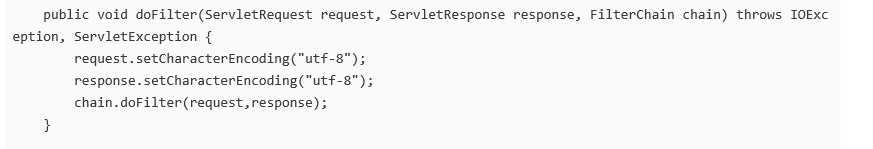 public void doFilter(ServletRequest request, ServletResponse response, FilterChain chain) throws IOExc
eption, ServletException {
request.setCharacterEncoding("utf-8");
response.setCharacterEncoding("utf-8");
chain.doFilter(request,response);
}